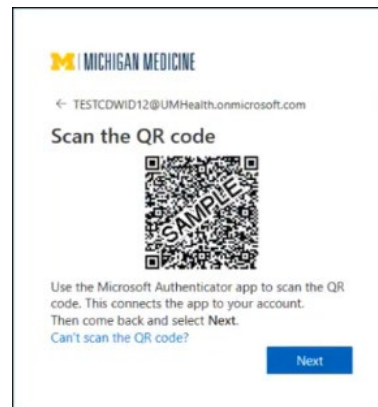 M | MICHIGAN MEDICINE
← TESTCDWID12@UMHealth.onmicrosoft.com
Scan the QR code
SAMPLE
Use the Microsoft Authenticator app to scan the QR
code. This connects the app to your account.
Then come back and select Next.
Can't scan the QR code?
Next